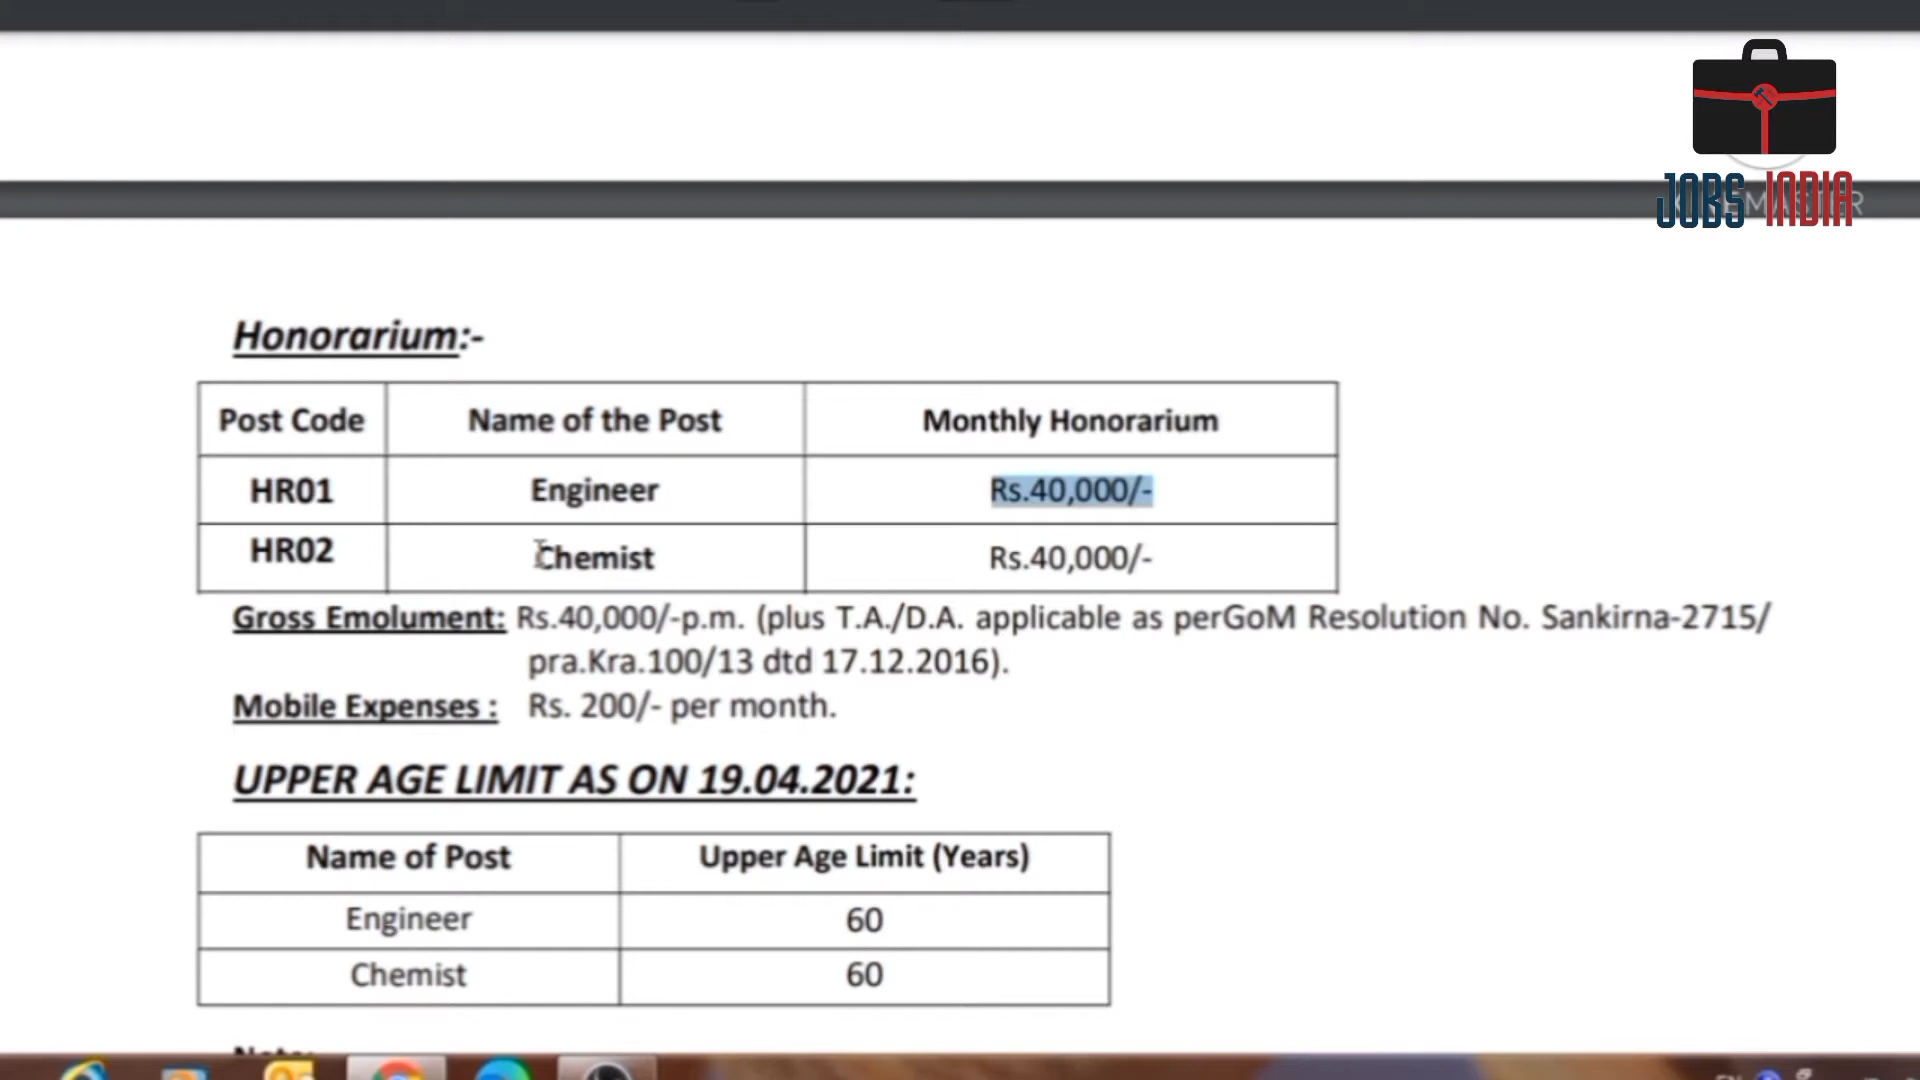 JOBS INDIA
Honorarium:-
Post Code Name of the Post Monthly Honorarium
HR01 Engineer Rs.40,000/-
HR02 Chemist Rs.40,000/-
Gross Emolument: Rs.40,000/-p.m. (plus T.A./D.A. applicable as perGoM Resolution No. Sankirna-2715/
pra.Kra.100/13 dtd 17.12.2016).
Mobile Expenses : Rs. 200/- per month.
UPPER AGE LIMIT AS ON 19.04.2021:
Name of Post Upper Age Limit (Years)
Engineer 60
Chemist 60